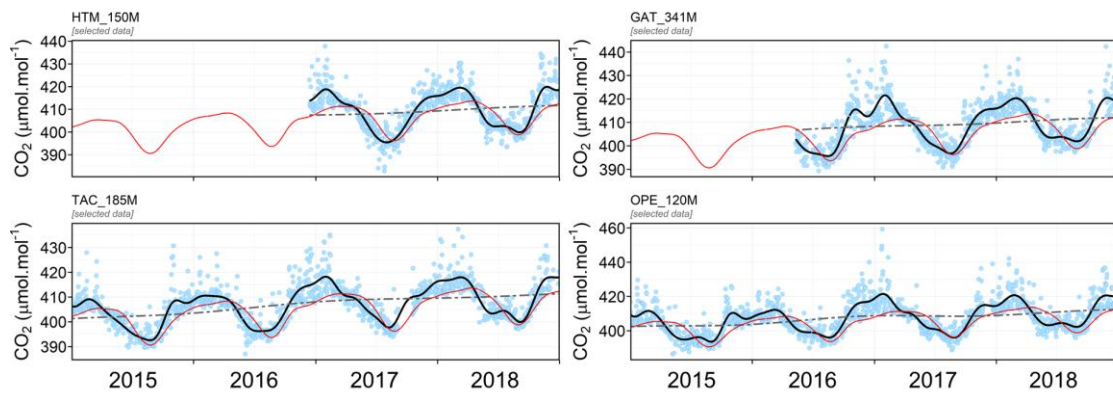 HTM_150M
[selected data]
CO2 (μmol.mol-1)
440
430
420
410
400
390
GAT_341M
[selected data]
CO2 (μmol.mol-1)
440
430
420
410
400
390
TAC_185M
[selected data]
CO2 (μmol.mol-1)
430
420
410
400
390
2015 2016 2017 2018
OPE_120M
[selected data]
CO2 (μmol.mol-1)
460
440
420
400
2015 2016 2017 2018